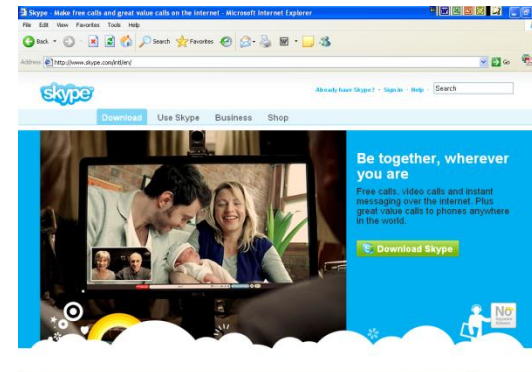 Skype - Make free calls and great value calls on the internet - Microsoft Internet Explorer
File Edit View Favorites Tools Help
Back Search Favorites
Address http://www.skype.com/intl/en/ Go
skype
Already have Skype? Sign in Help Search
Download Use Skype Business Shop
Be together, wherever
you are
Free calls, video calls and instant
messaging over the internet. Plus
great value calls to phones anywhere
in the world.
Download Skype
No